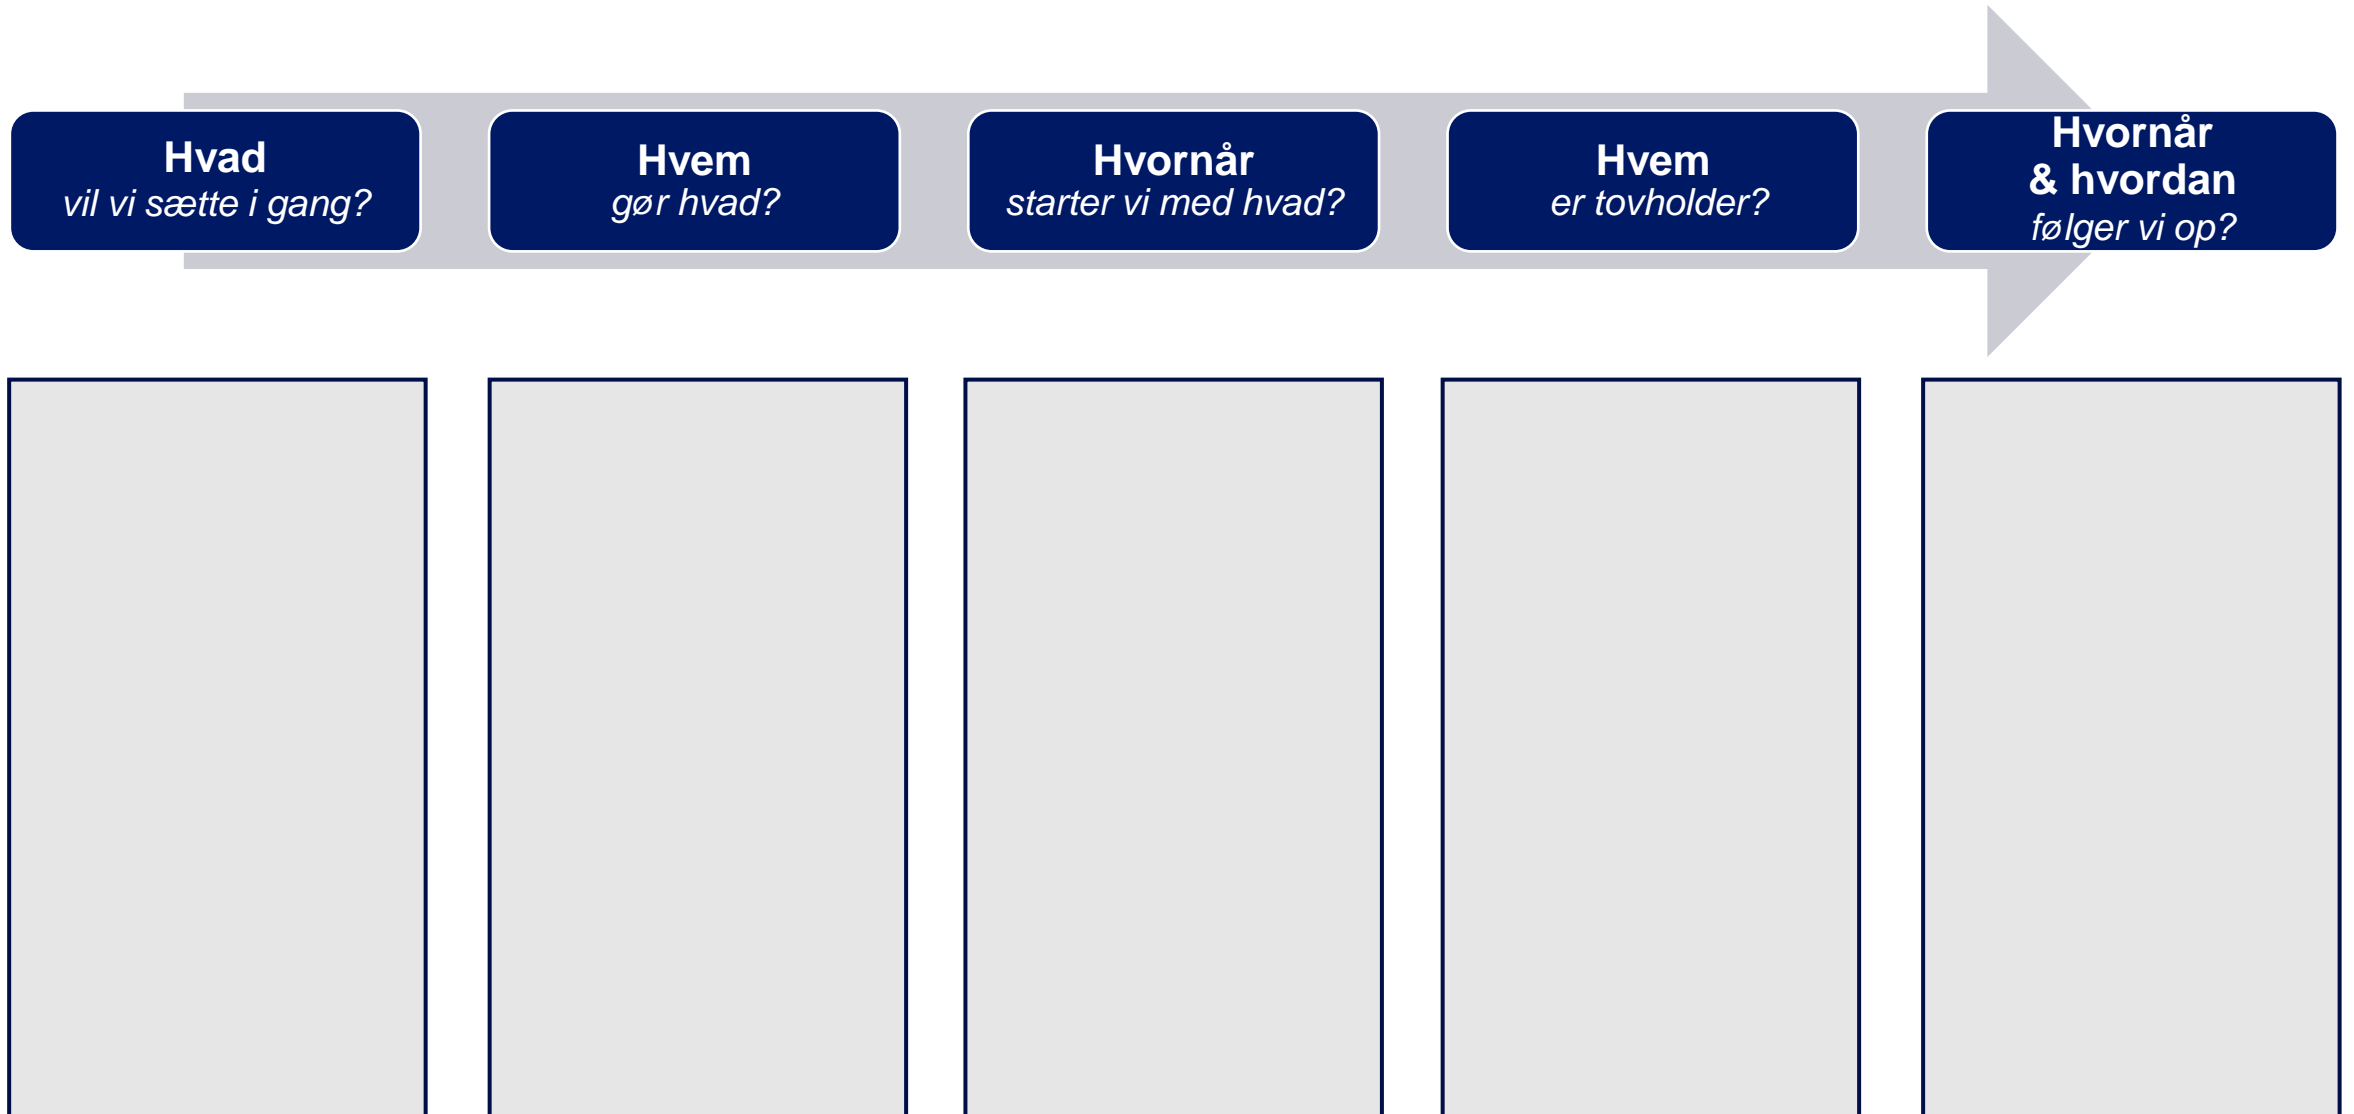 Hvad
vil vi sætte i gang?
Hvem
gør hvad?
Hvornår
starter vi med hvad?
Hvem
er tovholder?
Hvornår
& hvordan
følger vi op?